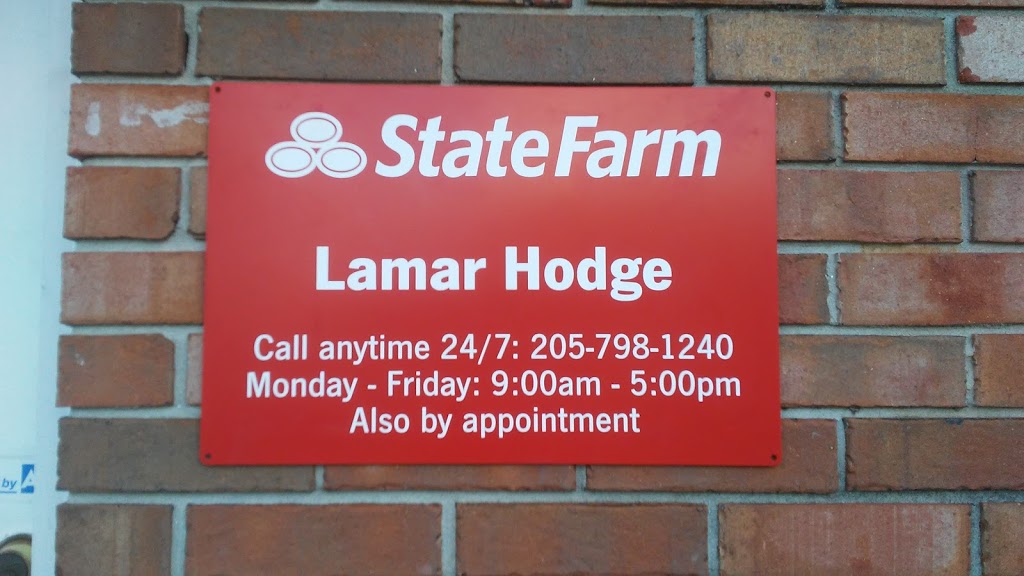 State Farm
Lamar Hodge
Call anytime 24/7: 205-798-1240
Monday - Friday: 9:00am - 5:00pm
Also by appointment
by A